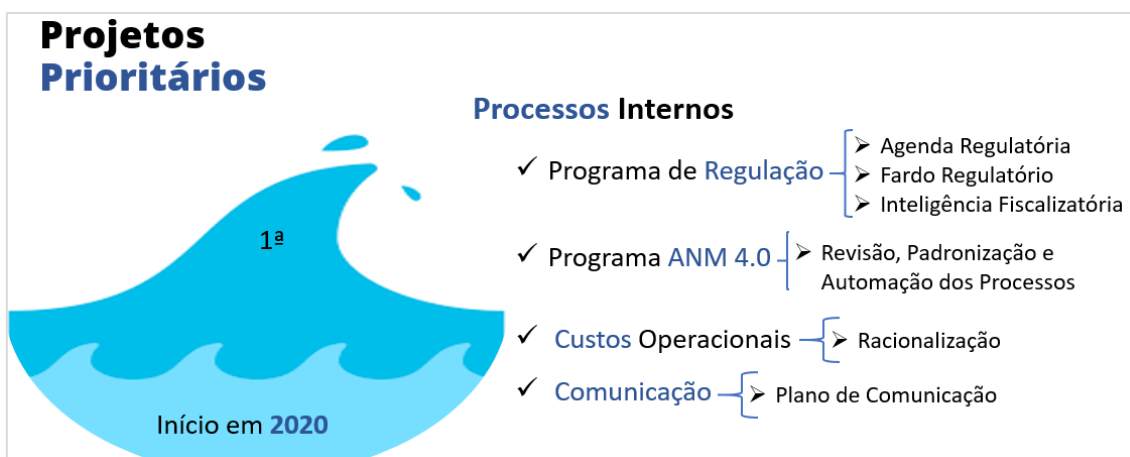 Projetos
Prioritários
Processos Internos
✓ Programa de Regulação
➢ Agenda Regulatória
➢ Fardo Regulatório
➢ Inteligência Fiscalizatória
✓ Programa ANM 4.0
➢ Revisão, Padronização e
Automação dos Processos
✓ Custos Operacionais
➢ Racionalização
✓ Comunicação
➢ Plano de Comunicação
1ª
Início em 2020